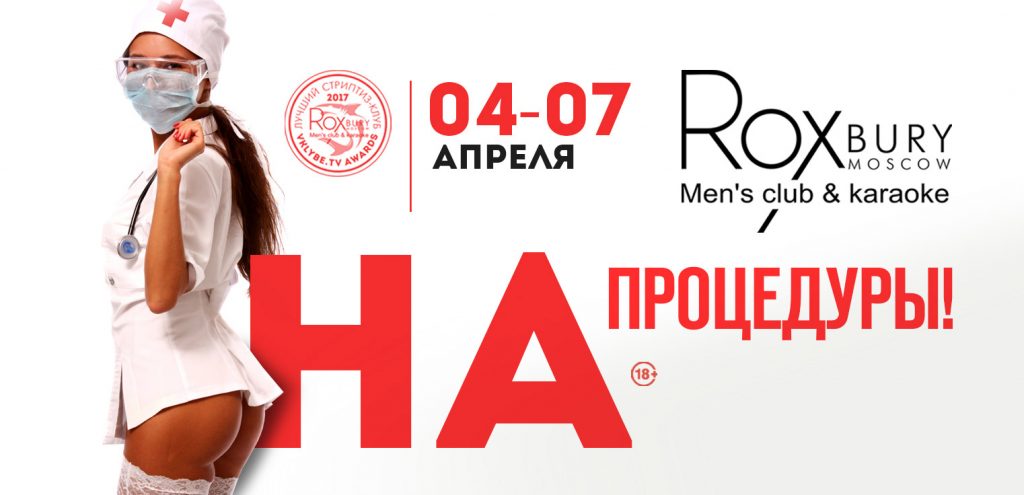 ЛУЧШИЙ СТРИПТИЗ-КЛУБ
2017
ROXBURY
MOSCOW
Men's club & karaoke
VKLYBE.TV AWARDS
04-07
АПРЕЛЯ
ROXBURY
MOSCOW
Men's club & karaoke
НА
ПРОЦЕДУРЫ!
18+